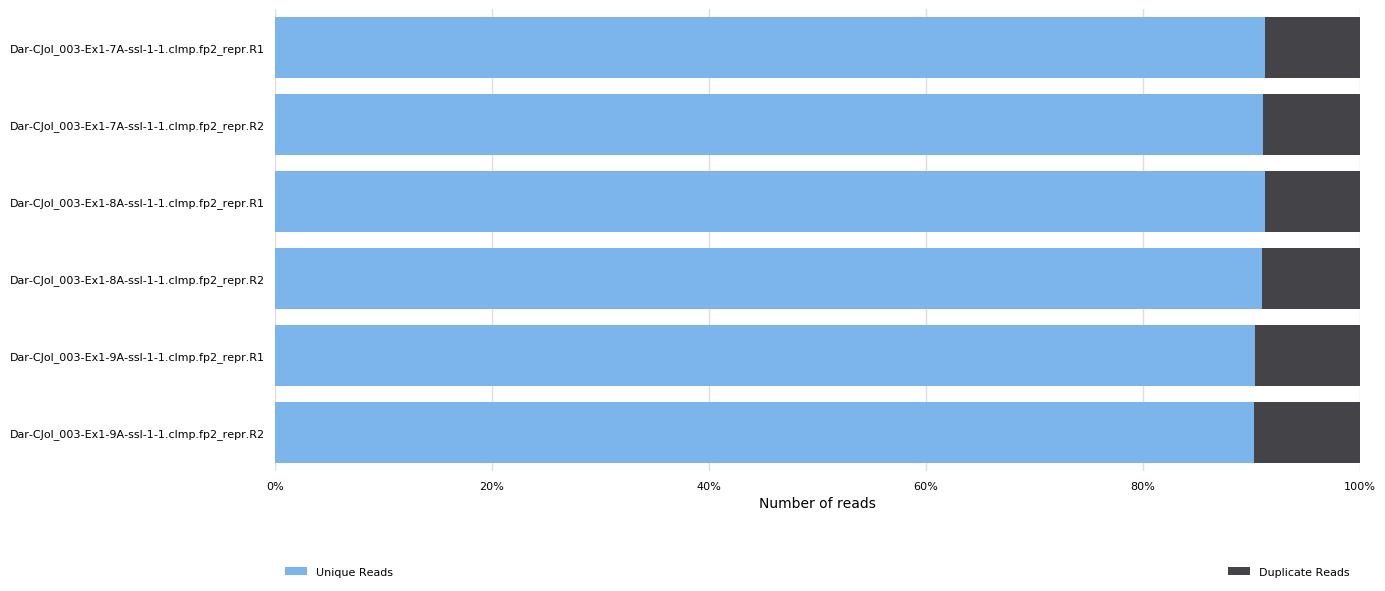 Dar-CJol_003-Ex1-7A-ssl-1-1.clmp.fp2_repr.R1
Dar-CJol_003-Ex1-7A-ssl-1-1.clmp.fp2_repr.R2
Dar-CJol_003-Ex1-8A-ssl-1-1.clmp.fp2_repr.R1
Dar-CJol_003-Ex1-8A-ssl-1-1.clmp.fp2_repr.R2
Dar-CJol_003-Ex1-9A-ssl-1-1.clmp.fp2_repr.R1
Dar-CJol_003-Ex1-9A-ssl-1-1.clmp.fp2_repr.R2
0% 20% 40% 60% 80% 100%
Number of reads
Unique Reads Duplicate Reads